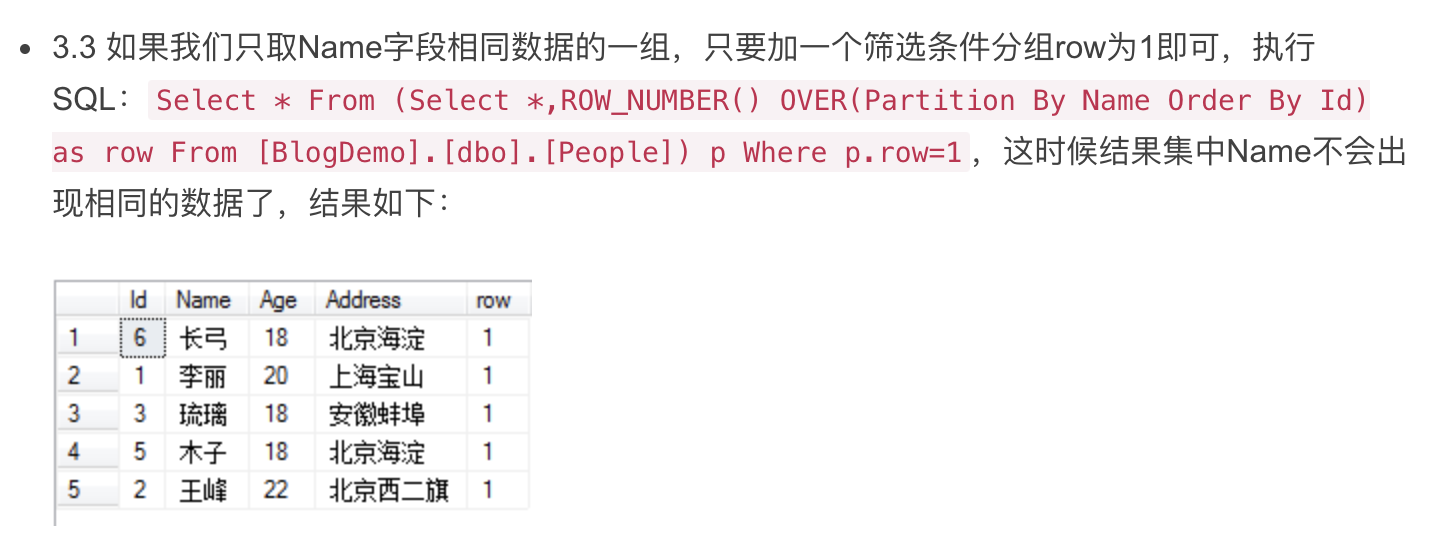 3.3 如果我们只取Name字段相同数据的一组，只要加一个筛选条件分组row为1即可，执行
SQL：Select * From (Select *,ROW_NUMBER() OVER(Partition By Name Order By Id)
as row From [BlogDemo].[dbo].[People]) p Where p.row=1，这时候结果集中Name不会出
现相同的数据了，结果如下：
Id Name Age Address row
1 6 长弓 18 北京海淀 1
2 1 李丽 20 上海宝山 1
3 3 琉璃 18 安徽蚌埠 1
4 5 木子 18 北京海淀 1
5 2 王峰 22 北京西二旗 1